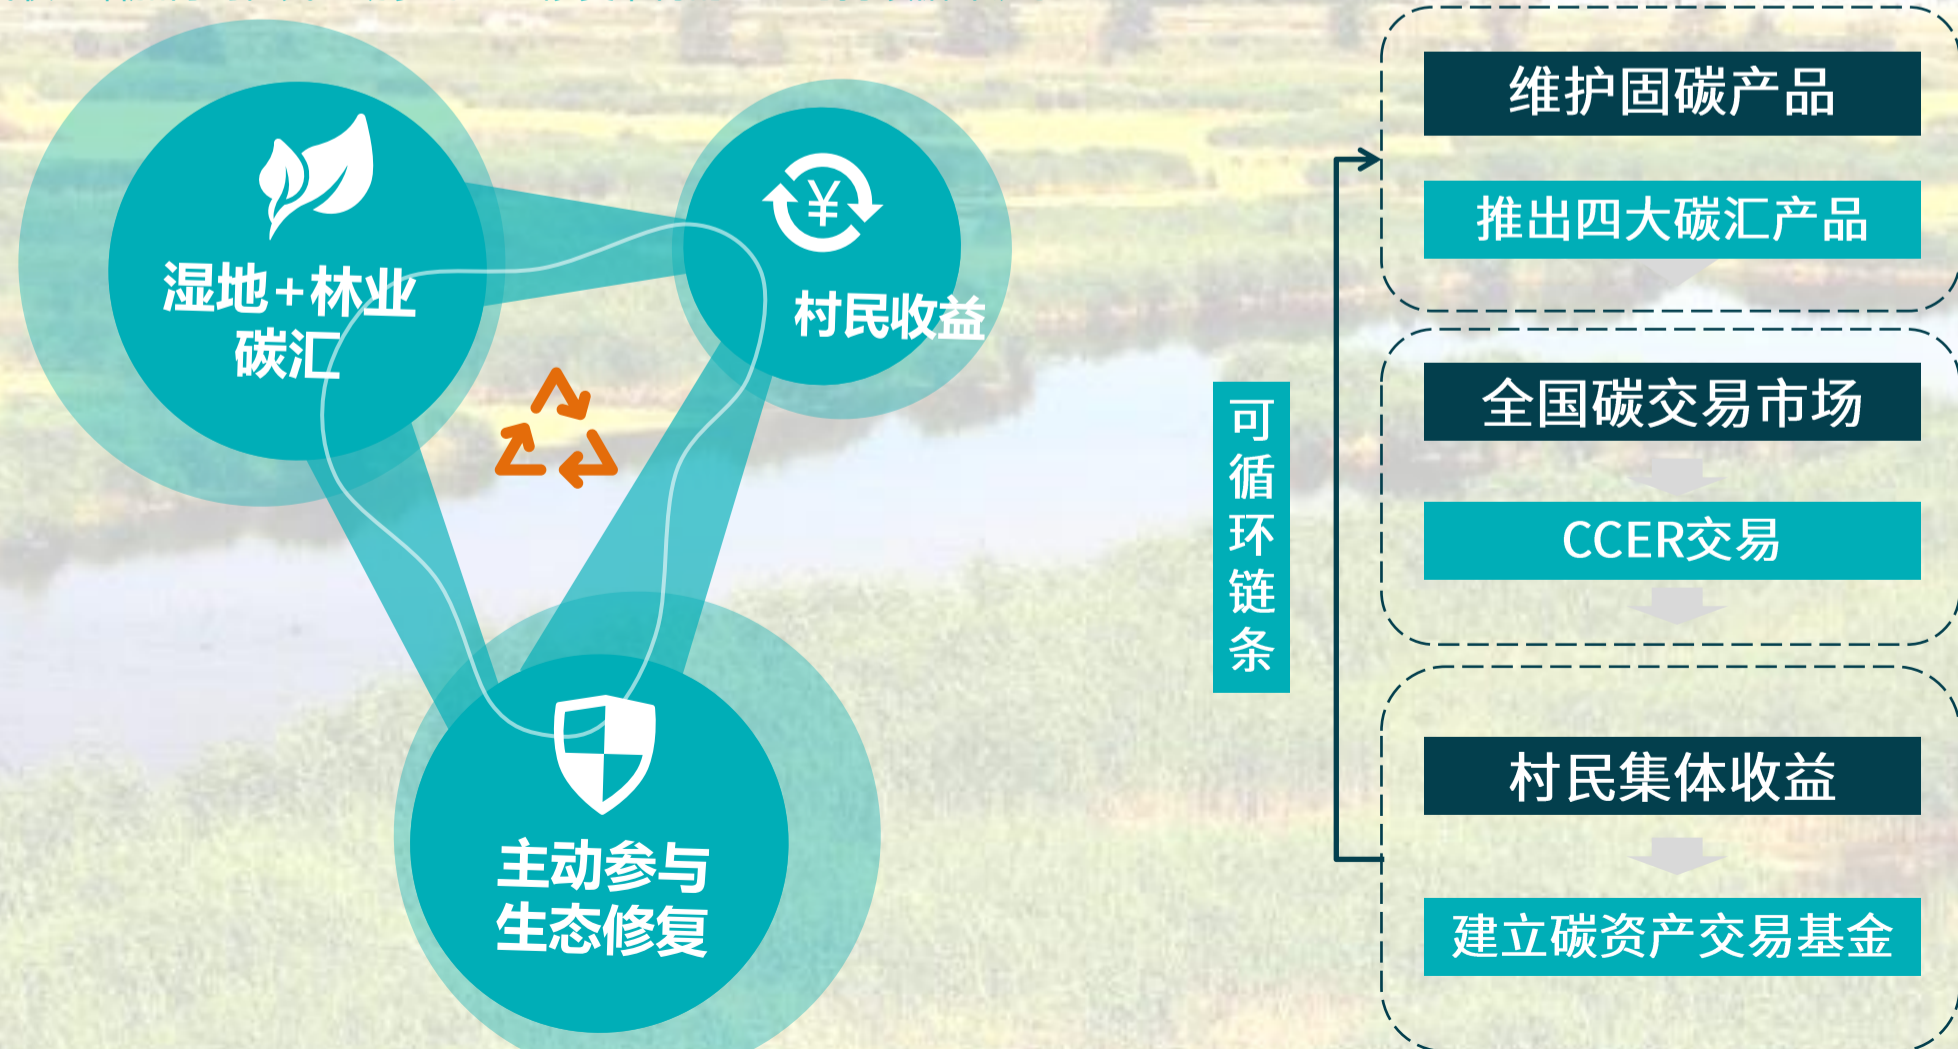 湿地+林业
碳汇
¥
村民收益
主动参与
生态修复
可循环链条
维护固碳产品
推出四大碳汇产品
全国碳交易市场
CCER交易
村民集体收益
建立碳资产交易基金